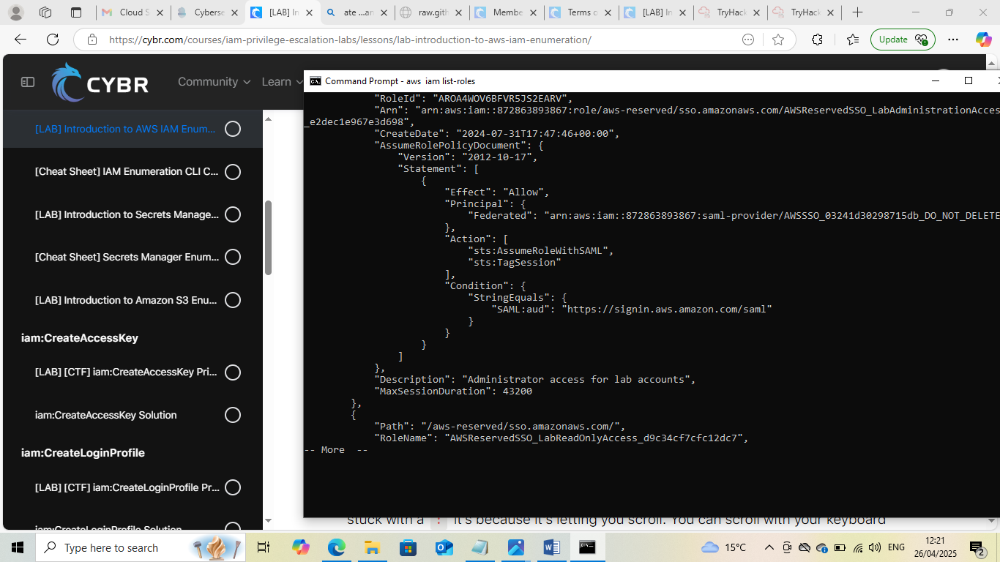 Cloud S
Cyberse
[LAB] In
ate ...an
raw.gith
Membe
Terms o
[LAB] In
TryHac
TryHac
https://cybr.com/courses/iam-privilege-escalation-labs/lessons/lab-introduction-to-aws-iam-enumeration/
Update
CYBR
Community
Learn
[LAB] Introduction to AWS IAM Enum...
[Cheat Sheet] IAM Enumeration CLI C...
[LAB] Introduction to Secrets Manage...
[Cheat Sheet] Secrets Manager Enum...
[LAB] Introduction to Amazon S3 Enu...
iam:CreateAccessKey
[LAB] [CTF] iam:CreateAccessKey Pri...
iam:CreateAccessKey Solution
iam:CreateLoginProfile
[LAB] [CTF] iam:CreateLoginProfile Pr...
iam:CreateLoginProfile Solution
Command Prompt - aws  iam list-roles
"RoleId": "AROA4WOV6BFVR5JS2EARV",
"Arn": "arn:aws:iam::872863893867:role/aws-reserved/sso.amazonaws.com/AWSReservedSSO_LabAdministrationAcces
_e2dec1e967e3d698",
"CreateDate": "2024-07-31T17:47:46+00:00",
"AssumeRolePolicyDocument": {
"Version": "2012-10-17",
"Statement": [
{
"Effect": "Allow",
"Principal": {
"Federated": "arn:aws:iam::872863893867:saml-provider/AWSSSO_03241d30298715db_DO_NOT_DELETE
},
"Action": [
"sts:AssumeRoleWithSAML",
"sts:TagSession"
],
"Condition": {
"StringEquals": {
"SAML:aud": "https://signin.aws.amazon.com/saml"
}
}
}
]
},
"Description": "Administrator access for lab accounts",
"MaxSessionDuration": 43200
},
{
"Path": "/aws-reserved/sso.amazonaws.com/",
"RoleName": "AWSReservedSSO_LabReadOnlyAccess_d9c34cf7cfc12dc7",
-- More  --
stuck with a : it's because it's letting you scroll. You can scroll with your keyboard
Type here to search
15°C
ENG
12:21
26/04/2025
2